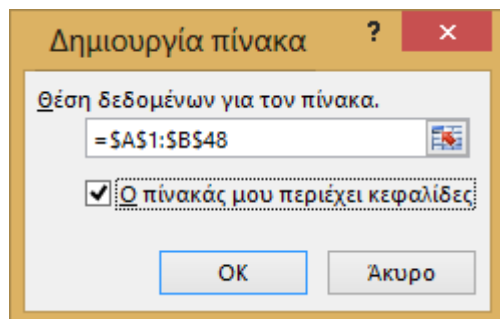 Δημιουργία πίνακα
?
×
Θέση δεδομένων για τον πίνακα.
=$A$1:$B$48
Ο πίνακάς μου περιέχει κεφαλίδες
OK
Άκυρο